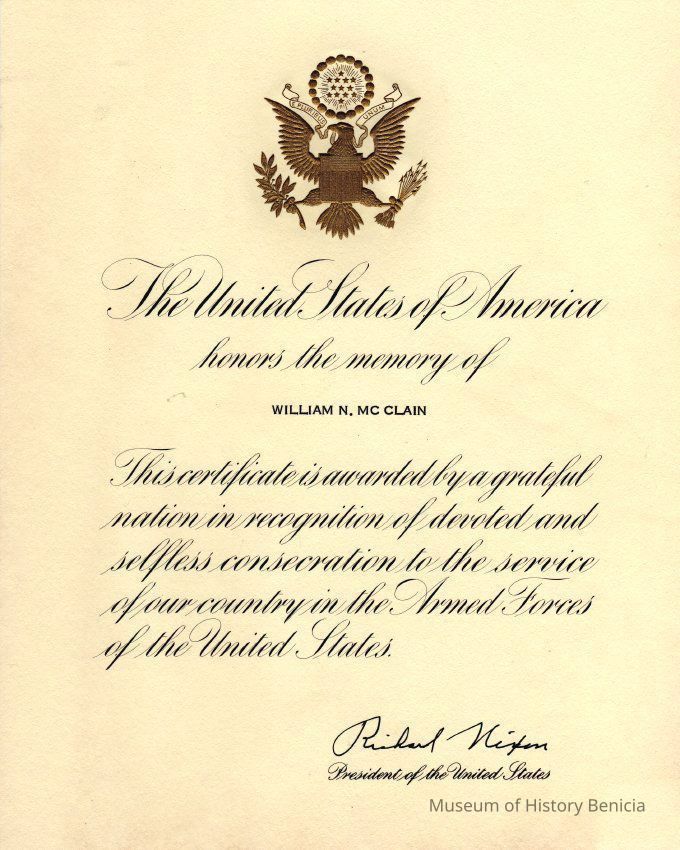 E PLURIBUS UNUM
The United States of America
honors the memory of
WILLIAM N. MC CLAIN
This certificate is awarded by a grateful
nation in recognition of devoted and
selfless consecration to the service
of our country in the Armed Forces
of the United States.
Richard Nixon
President of the United States
Museum of History Benicia